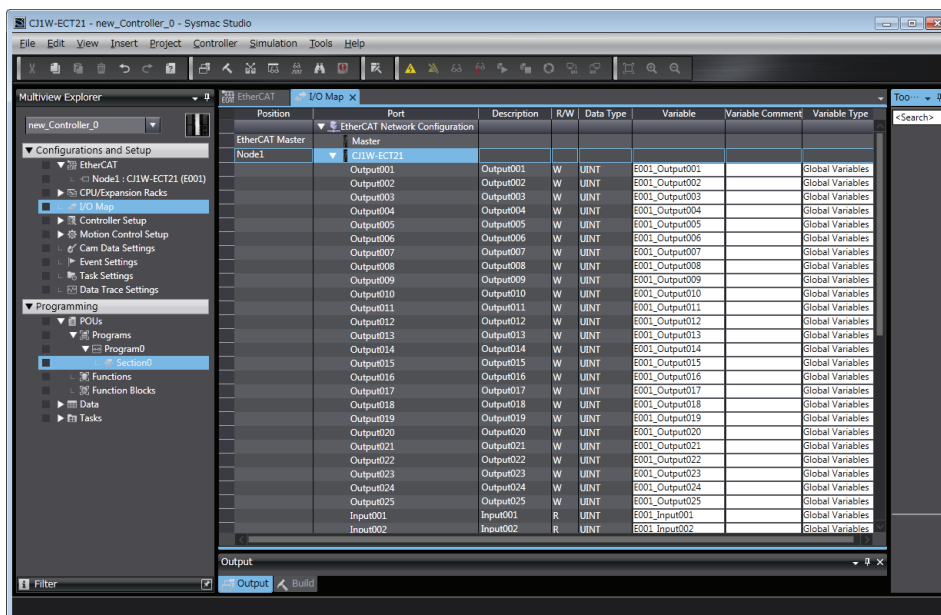 CJ1W-ECT21 - new_Controller_0 - Sysmac Studio
File Edit View Insert Project Controller Simulation Tools Help
Multiview Explorer
new_Controller_0
Configurations and Setup
EtherCAT
Node1 : CJ1W-ECT21 (E001)
CPU/Expansion Racks
I/O Map
Controller Setup
Motion Control Setup
Cam Data Settings
Event Settings
Task Settings
Data Trace Settings
Programming
POUs
Programs
Program0
Section0
Functions
Function Blocks
Data
Tasks
Filter
EtherCAT I/O Map
Position Port Description R/W Data Type Variable Variable Comment Variable Type
EtherCAT Network Configuration
EtherCAT Master Master
Node1 CJ1W-ECT21
Output001 Output001 W UINT E001_Output001 Global Variables
Output002 Output002 W UINT E001_Output002 Global Variables
Output003 Output003 W UINT E001_Output003 Global Variables
Output004 Output004 W UINT E001_Output004 Global Variables
Output005 Output005 W UINT E001_Output005 Global Variables
Output006 Output006 W UINT E001_Output006 Global Variables
Output007 Output007 W UINT E001_Output007 Global Variables
Output008 Output008 W UINT E001_Output008 Global Variables
Output009 Output009 W UINT E001_Output009 Global Variables
Output010 Output010 W UINT E001_Output010 Global Variables
Output011 Output011 W UINT E001_Output011 Global Variables
Output012 Output012 W UINT E001_Output012 Global Variables
Output013 Output013 W UINT E001_Output013 Global Variables
Output014 Output014 W UINT E001_Output014 Global Variables
Output015 Output015 W UINT E001_Output015 Global Variables
Output016 Output016 W UINT E001_Output016 Global Variables
Output017 Output017 W UINT E001_Output017 Global Variables
Output018 Output018 W UINT E001_Output018 Global Variables
Output019 Output019 W UINT E001_Output019 Global Variables
Output020 Output020 W UINT E001_Output020 Global Variables
Output021 Output021 W UINT E001_Output021 Global Variables
Output022 Output022 W UINT E001_Output022 Global Variables
Output023 Output023 W UINT E001_Output023 Global Variables
Output024 Output024 W UINT E001_Output024 Global Variables
Output025 Output025 W UINT E001_Output025 Global Variables
Input001 Input001 R UINT E001_Input001 Global Variables
Input002 Input002 R UINT E001_Input002 Global Variables
Output
Output Build
Too···
<Search>